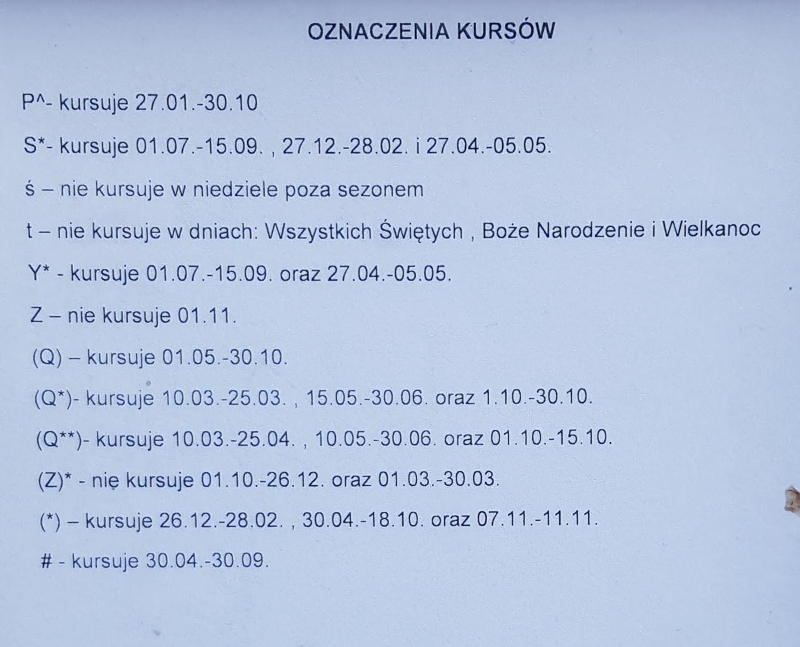 OZNACZENIA KURSÓW
P^- kursuje 27.01.-30.10
S*- kursuje 01.07.-15.09. , 27.12.-28.02. i 27.04.-05.05.
ś – nie kursuje w niedziele poza sezonem
t – nie kursuje w dniach: Wszystkich Świętych , Boże Narodzenie i Wielkanoc
Y* - kursuje 01.07.-15.09. oraz 27.04.-05.05.
Z – nie kursuje 01.11.
(Q) – kursuje 01.05.-30.10.
(Q*)- kursuje 10.03.-25.03. , 15.05.-30.06. oraz 1.10.-30.10.
(Q**)- kursuje 10.03.-25.04. , 10.05.-30.06. oraz 01.10.-15.10.
(Z)* - nie kursuje 01.10.-26.12. oraz 01.03.-30.03.
(*) – kursuje 26.12.-28.02. , 30.04.-18.10. oraz 07.11.-11.11.
# - kursuje 30.04.-30.09.